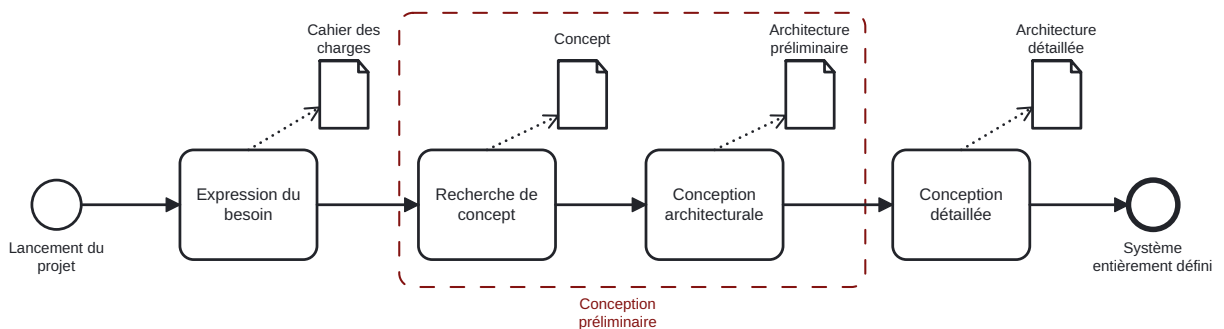 Cahier des
charges
Concept
Architecture
préliminaire
Architecture
détaillée
Expression du
besoin
Recherche de
concept
Conception
architecturale
Conception
détaillée
Lancement du
projet
Système
entièrement défini
Conception
préliminaire